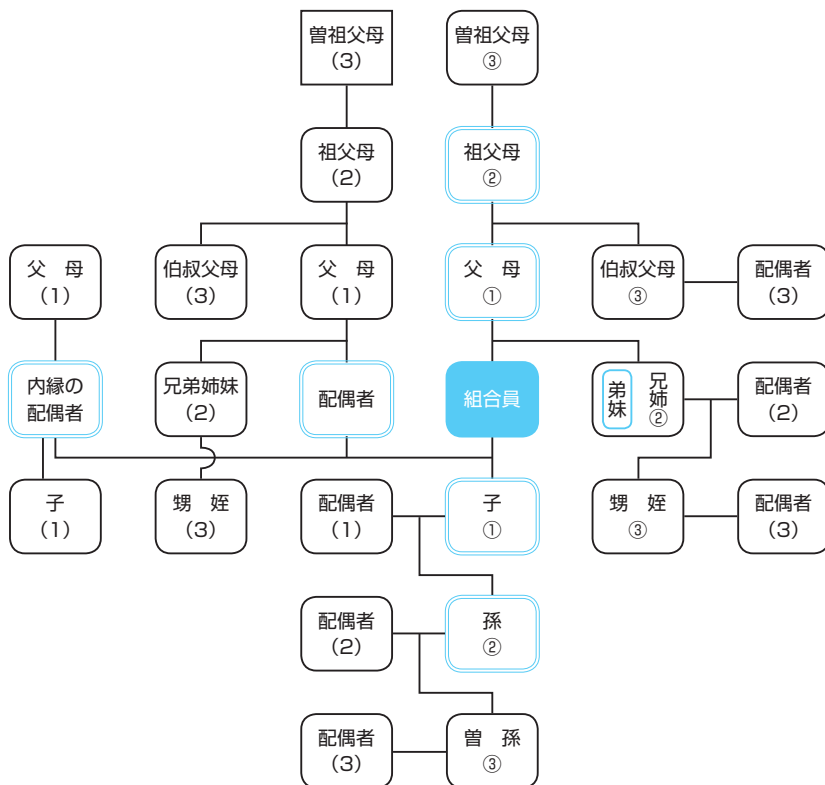 曽祖父母
（3）
曽祖父母
③
祖父母
（2）
祖父母
②
父　母
（1）
伯叔父母
（3）
父　母
（1）
父　母
①
伯叔父母
③
配偶者
（3）
内縁の
配偶者
兄弟姉妹
（2）
配偶者
組合員
弟妹
兄姉②
配偶者
（2）
子
（1）
甥　姪
（3）
配偶者
（1）
子
①
甥　姪
③
配偶者
（3）
配偶者
（2）
孫
②
配偶者
（3）
曽　孫
③